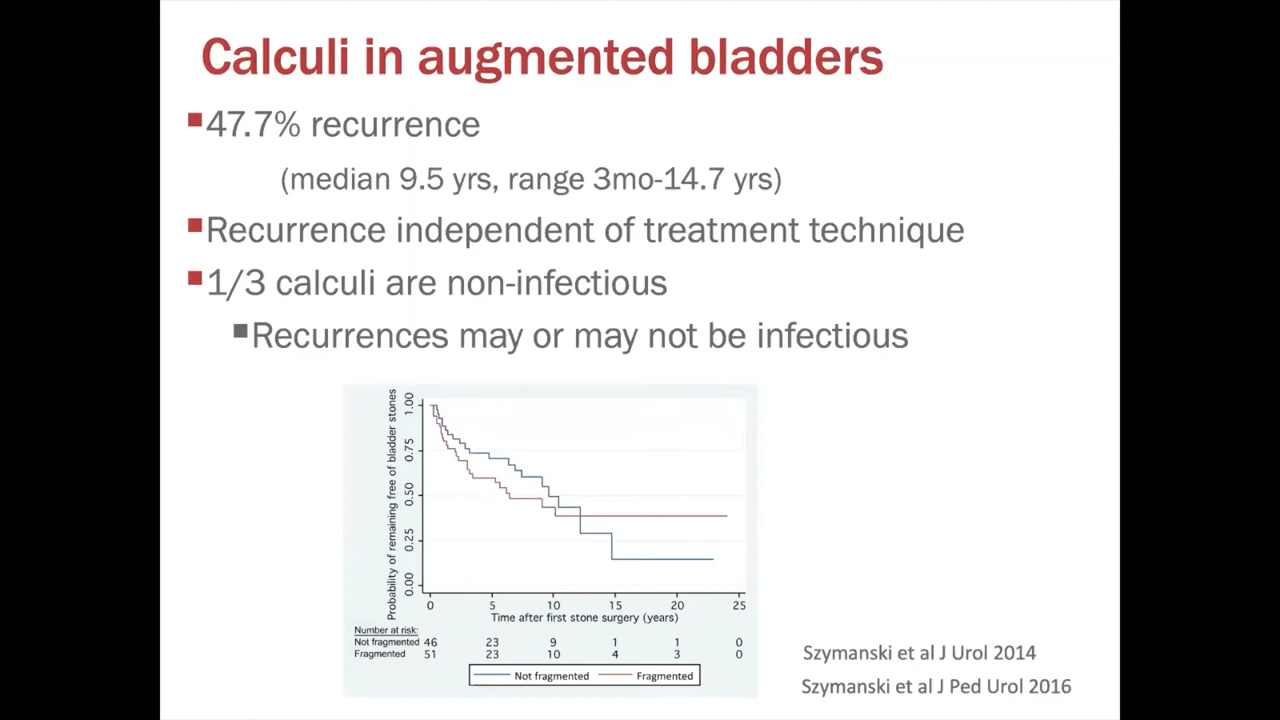 Calculi in augmented bladders
47.7% recurrence
(median 9.5 yrs, range 3mo-14.7 yrs)
Recurrence independent of treatment technique
1/3 calculi are non-infectious
Recurrences may or may not be infectious
Probability of remaining free of bladder stones
1.00
0.75
0.50
0.25
0.00
0 5 10 15 20 25
Time after first stone surgery (years)
Number at risk:
Not fragmented 46 23 9 1 1 0
Fragmented 51 23 10 4 3 0
Not fragmented Fragmented
Szymanski et al J Urol 2014
Szymanski et al J Ped Urol 2016